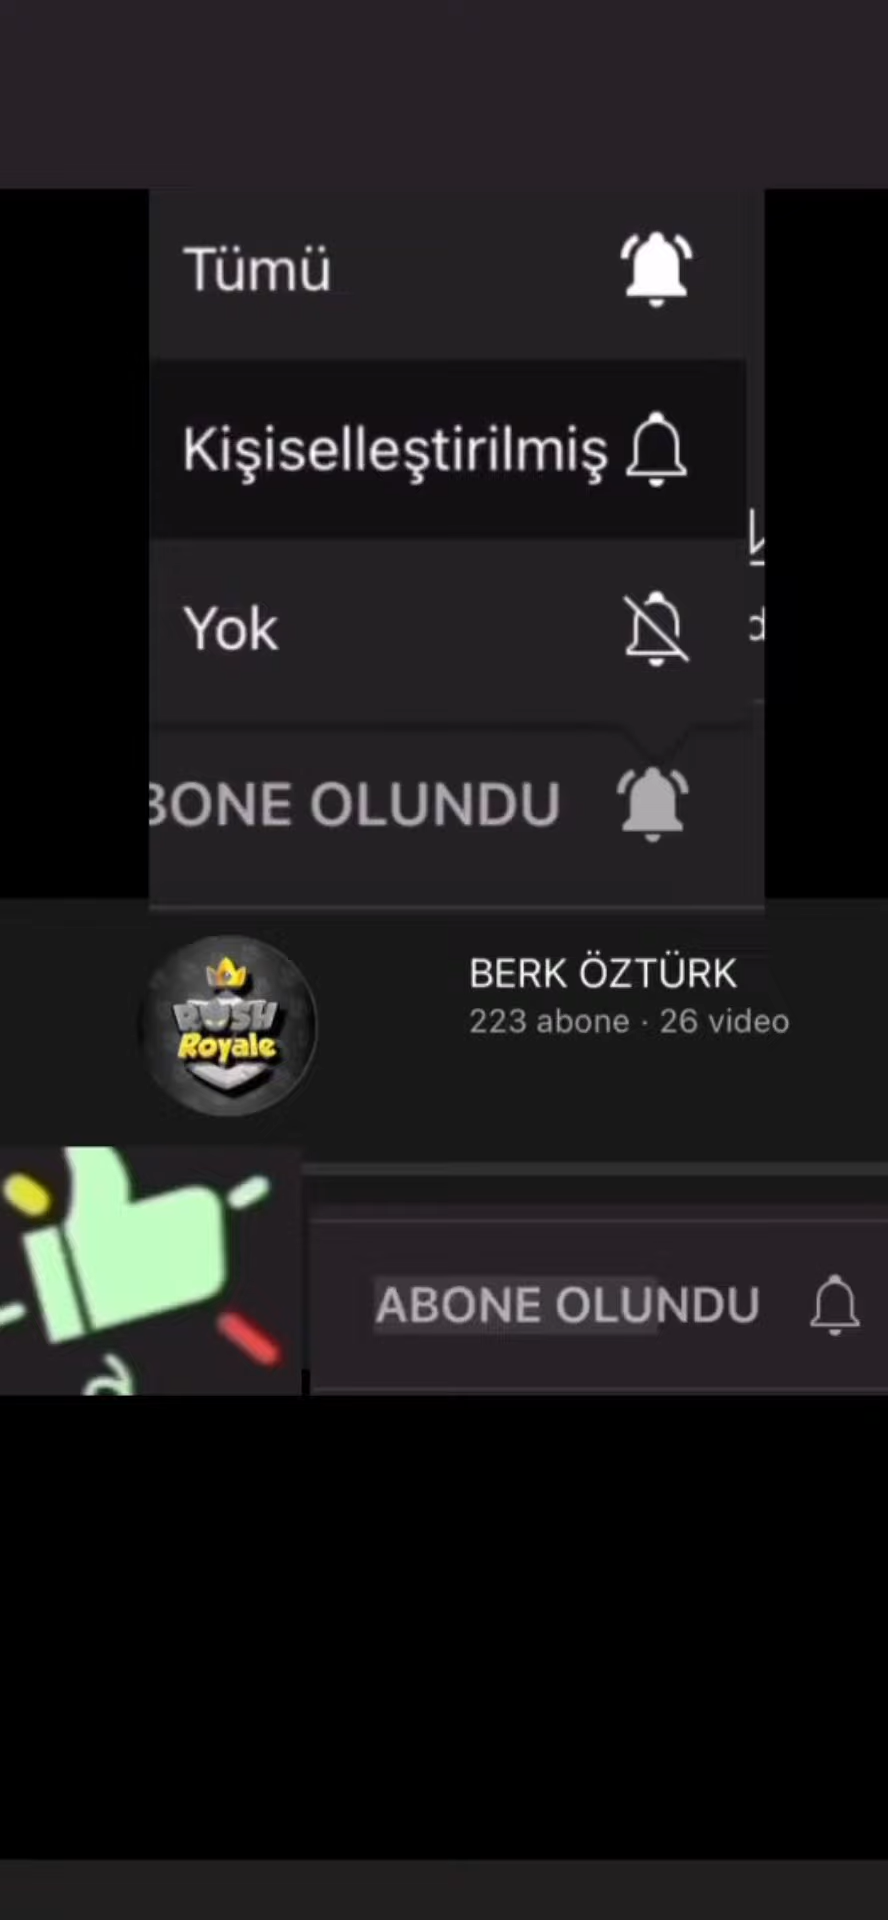 Tümü
Kişiselleştirilmiş
Yok
BONE OLUNDU
RUSH
Royale
BERK ÖZTÜRK
223 abone · 26 video
ABONE OLUNDU